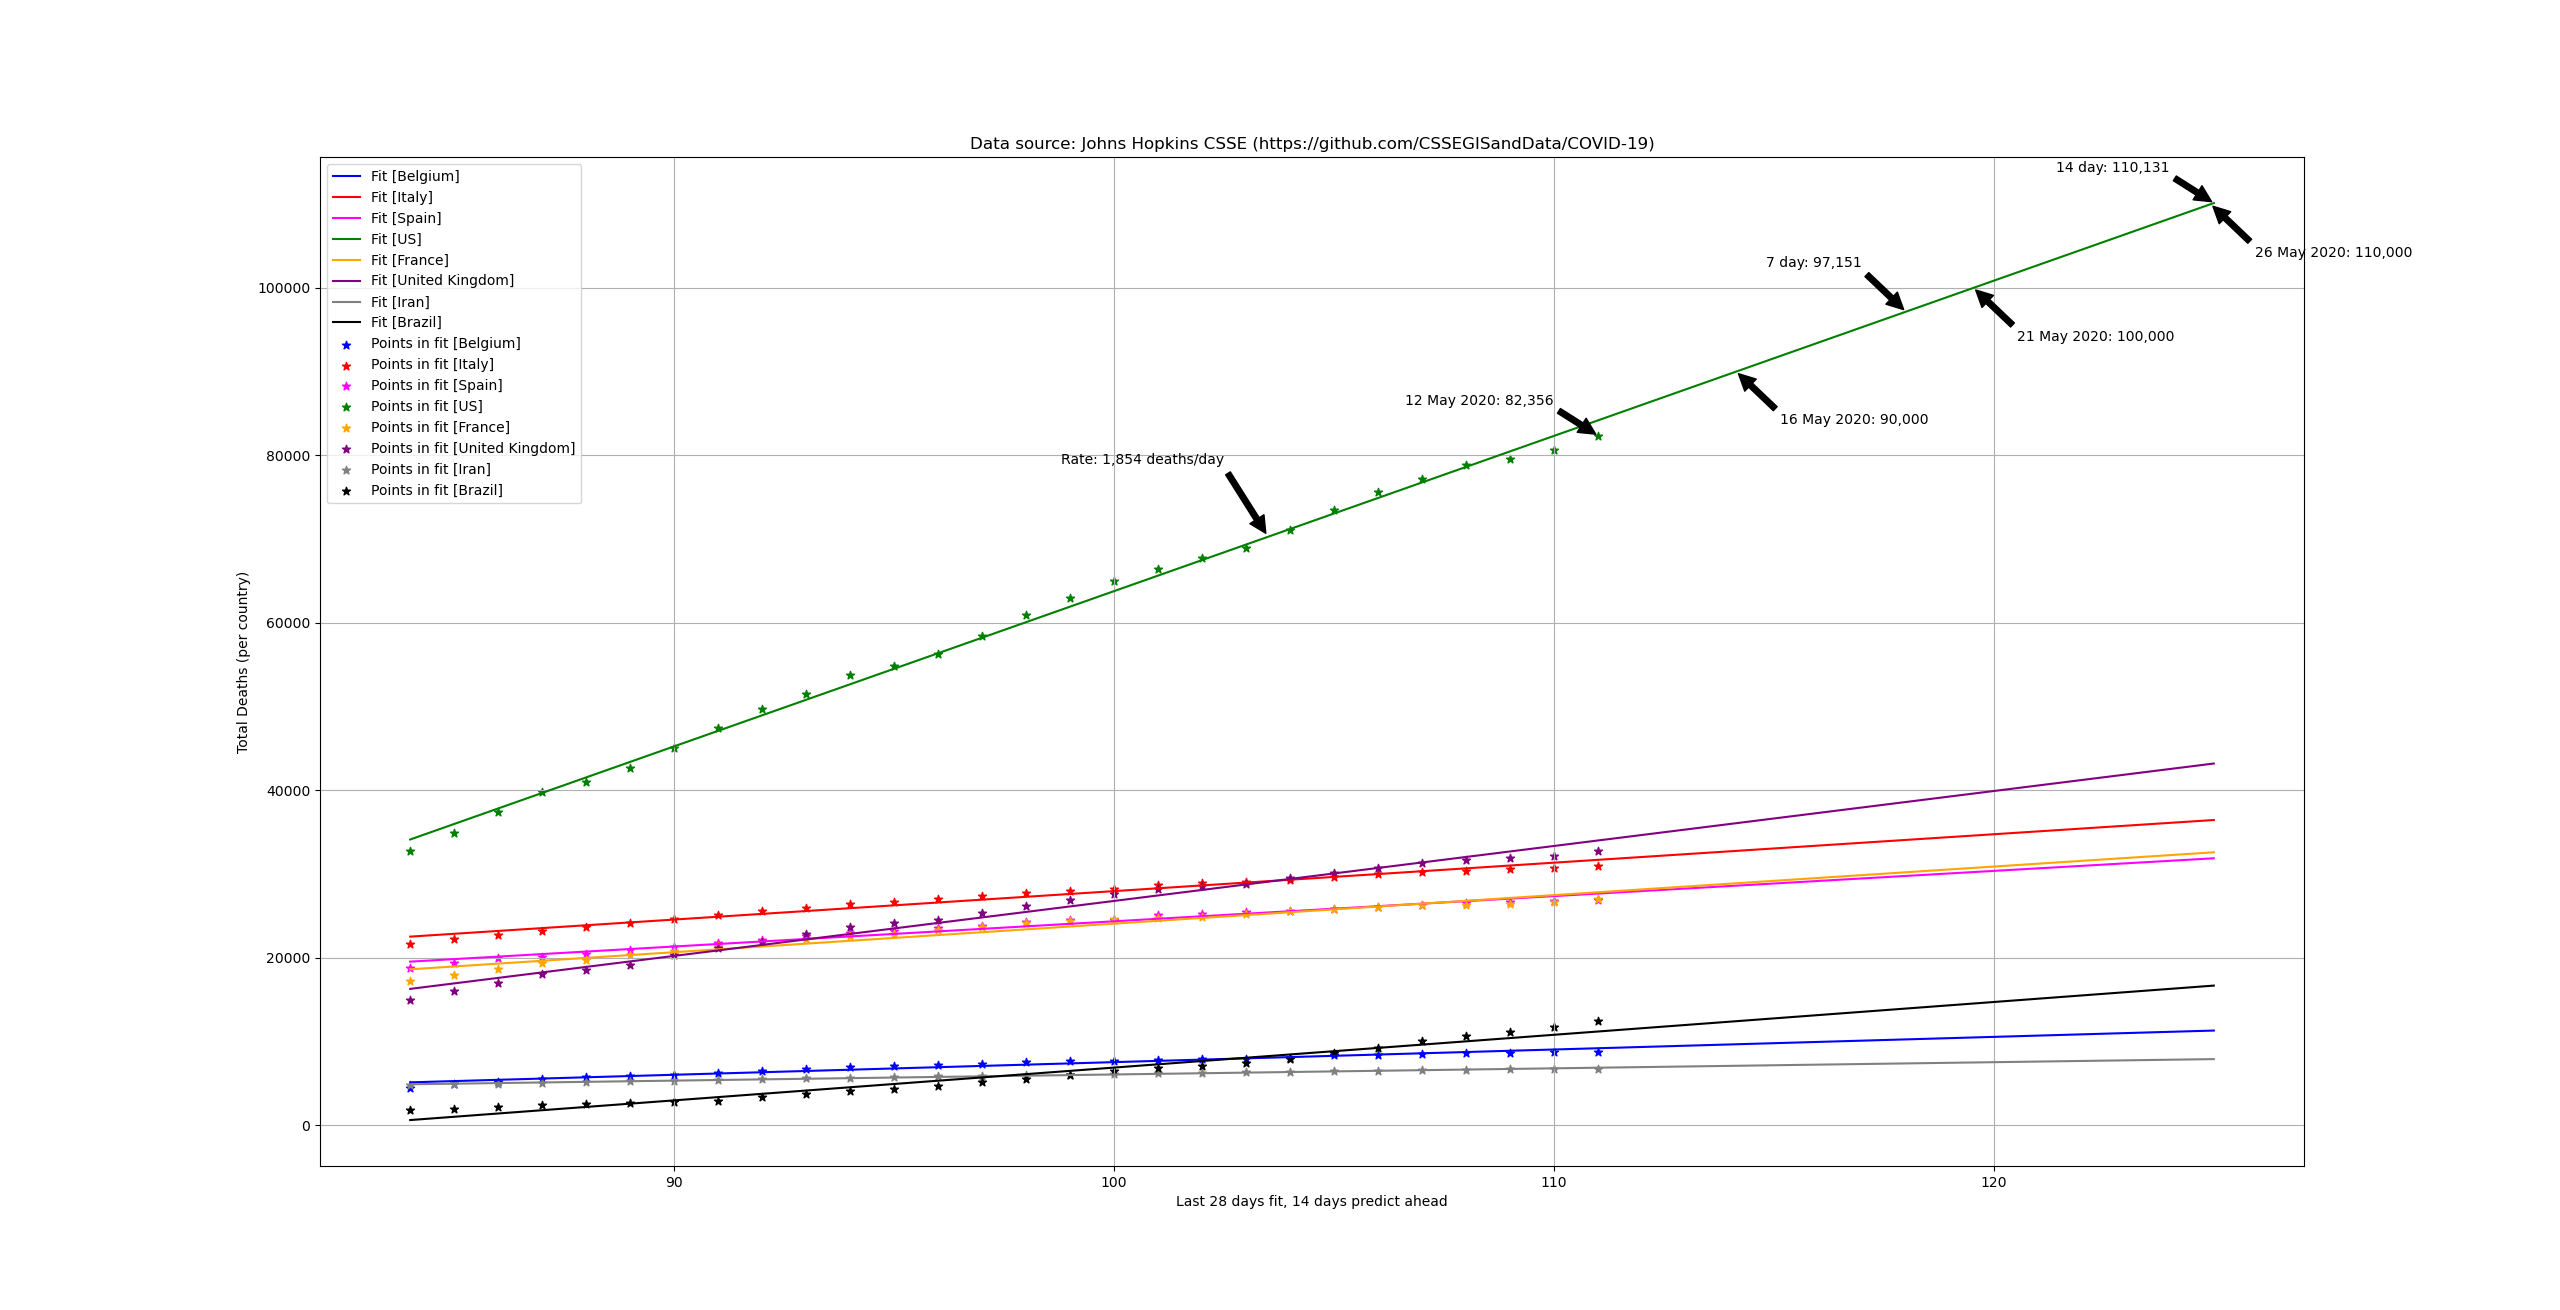 Data source: Johns Hopkins CSSE (https://github.com/CSSEGISandData/COVID-19)
Fit [Belgium]
Fit [Italy]
Fit [Spain]
Fit [US]
Fit [France]
Fit [United Kingdom]
Fit [Iran]
Fit [Brazil]
Points in fit [Belgium]
Points in fit [Italy]
Points in fit [Spain]
Points in fit [US]
Points in fit [France]
Points in fit [United Kingdom]
Points in fit [Iran]
Points in fit [Brazil]
14 day: 110,131
26 May 2020: 110,000
7 day: 97,151
21 May 2020: 100,000
12 May 2020: 82,356
16 May 2020: 90,000
Rate: 1,854 deaths/day
Total Deaths (per country)
100000
80000
60000
40000
20000
0
90
100
110
120
Last 28 days fit, 14 days predict ahead